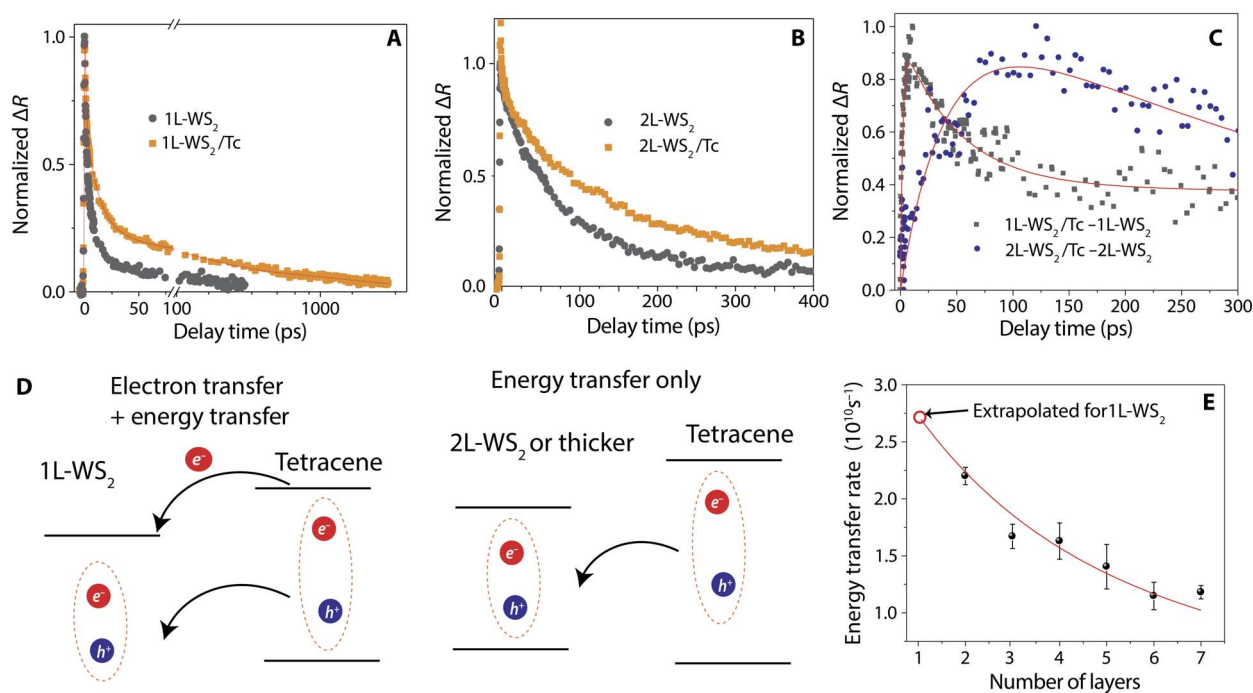 A
Normalized ΔR
1.0
0.5
0.0
1L-WS₂
1L-WS₂/Tc
0 50 100 1000
Delay time (ps)
B
Normalized ΔR
1.0
0.5
0.0
2L-WS₂
2L-WS₂/Tc
0 50 100 150 200 250 300 350 400
Delay time (ps)
C
Normalized ΔR
1.0
0.8
0.6
0.4
0.2
0.0
1L-WS₂/Tc –1L-WS₂
2L-WS₂/Tc –2L-WS₂
0 50 100 150 200 250 300
Delay time (ps)
D
Electron transfer
+ energy transfer
1L-WS₂
e⁻
Tetracene
e⁻
h⁺
e⁻
h⁺
Energy transfer only
2L-WS₂ or thicker
Tetracene
e⁻
h⁺
e⁻
h⁺
E
Energy transfer rate (10¹⁰s⁻¹)
3.0
2.5
2.0
1.5
1.0
Extrapolated for1L-WS₂
1 2 3 4 5 6 7
Number of layers